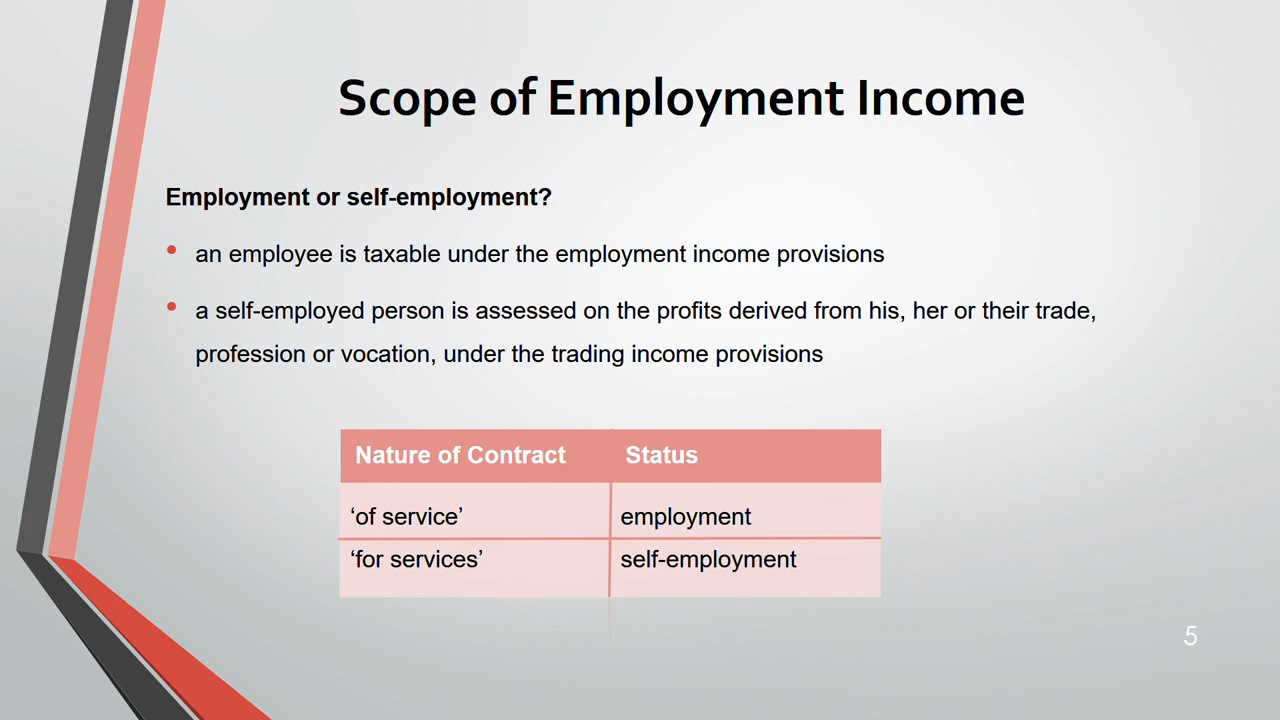 Scope of Employment Income
Employment or self-employment?
• an employee is taxable under the employment income provisions
• a self-employed person is assessed on the profits derived from his, her or their trade,
profession or vocation, under the trading income provisions
Nature of Contract Status
‘of service’ employment
‘for services’ self-employment
5